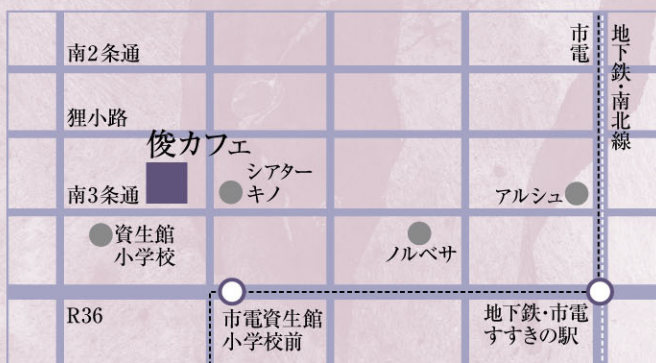 南2条通
市電
地下鉄・南北線
狸小路
俊カフェ
シアター
キノ
南3条通
アルシュ
資生館
小学校
ノルベサ
R36
市電資生館
小学校前
地下鉄・市電
すすきの駅